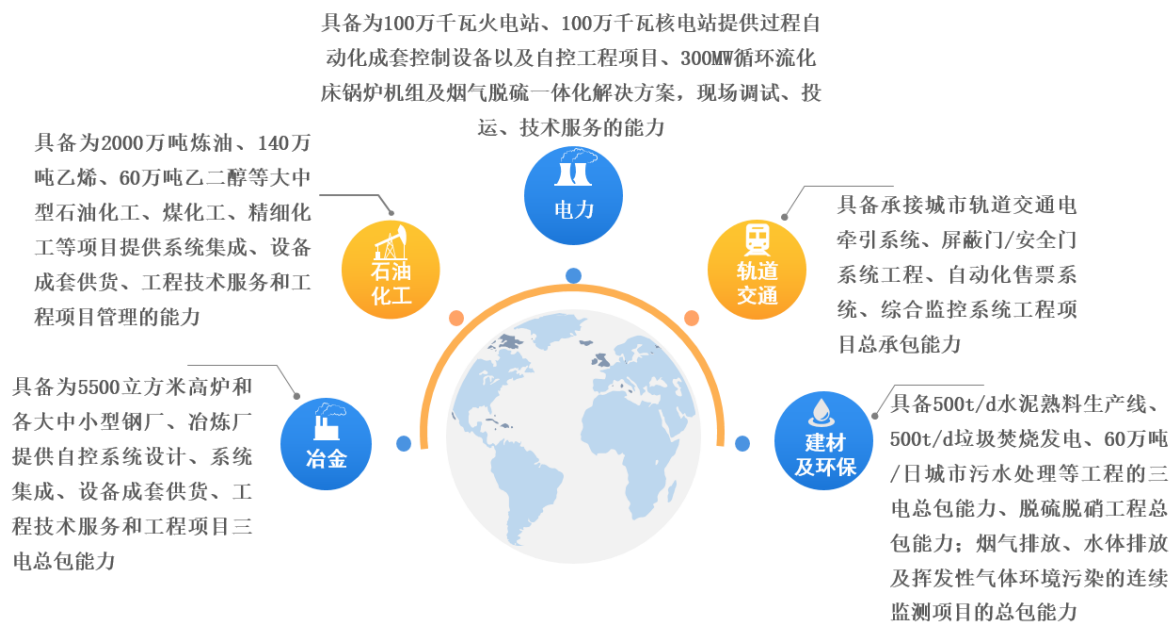 具备为100万千瓦火电站、100万千瓦核电站提供过程自
动化成套控制设备以及自控工程项目、300MW循环流化
床锅炉机组及烟气脱硫一体化解决方案，现场调试、投
运、技术服务的能力
具备为2000万吨炼油、140万
吨乙烯、60万吨乙二醇等大中
型石油化工、煤化工、精细化
工等项目提供系统集成、设备
成套供货、工程技术服务和工
程项目管理的能力
石油
化工
电力
轨道
交通
具备承接城市轨道交通电
牵引系统、屏蔽门/安全门
系统工程、自动化售票系
统、综合监控系统工程项
目总承包能力
具备为5500立方米高炉和
各大中小型钢厂、冶炼厂
提供自控系统设计、系统
集成、设备成套供货、工
程技术服务和工程项目三
电总包能力
冶金
建材
及环保
具备500t/d水泥熟料生产线、
500t/d垃圾焚烧发电、60万吨
/日城市污水处理等工程的三
电总包能力、脱硫脱硝工程总
包能力；烟气排放、水体排放
及挥发性气体环境污染的连续
监测项目的总包能力